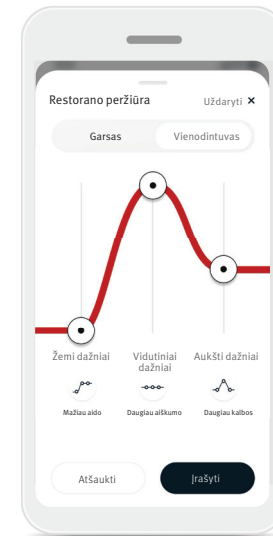 Restorano peržiūra
Uždaryti ×
Garsas
Vienodintuvas
Žemi dažniai
Vidutiniai
dažniai
Aukšti dažniai
Mažiau aido
Daugiau aiškumo
Daugiau kalbos
Atšaukti
Įrašyti